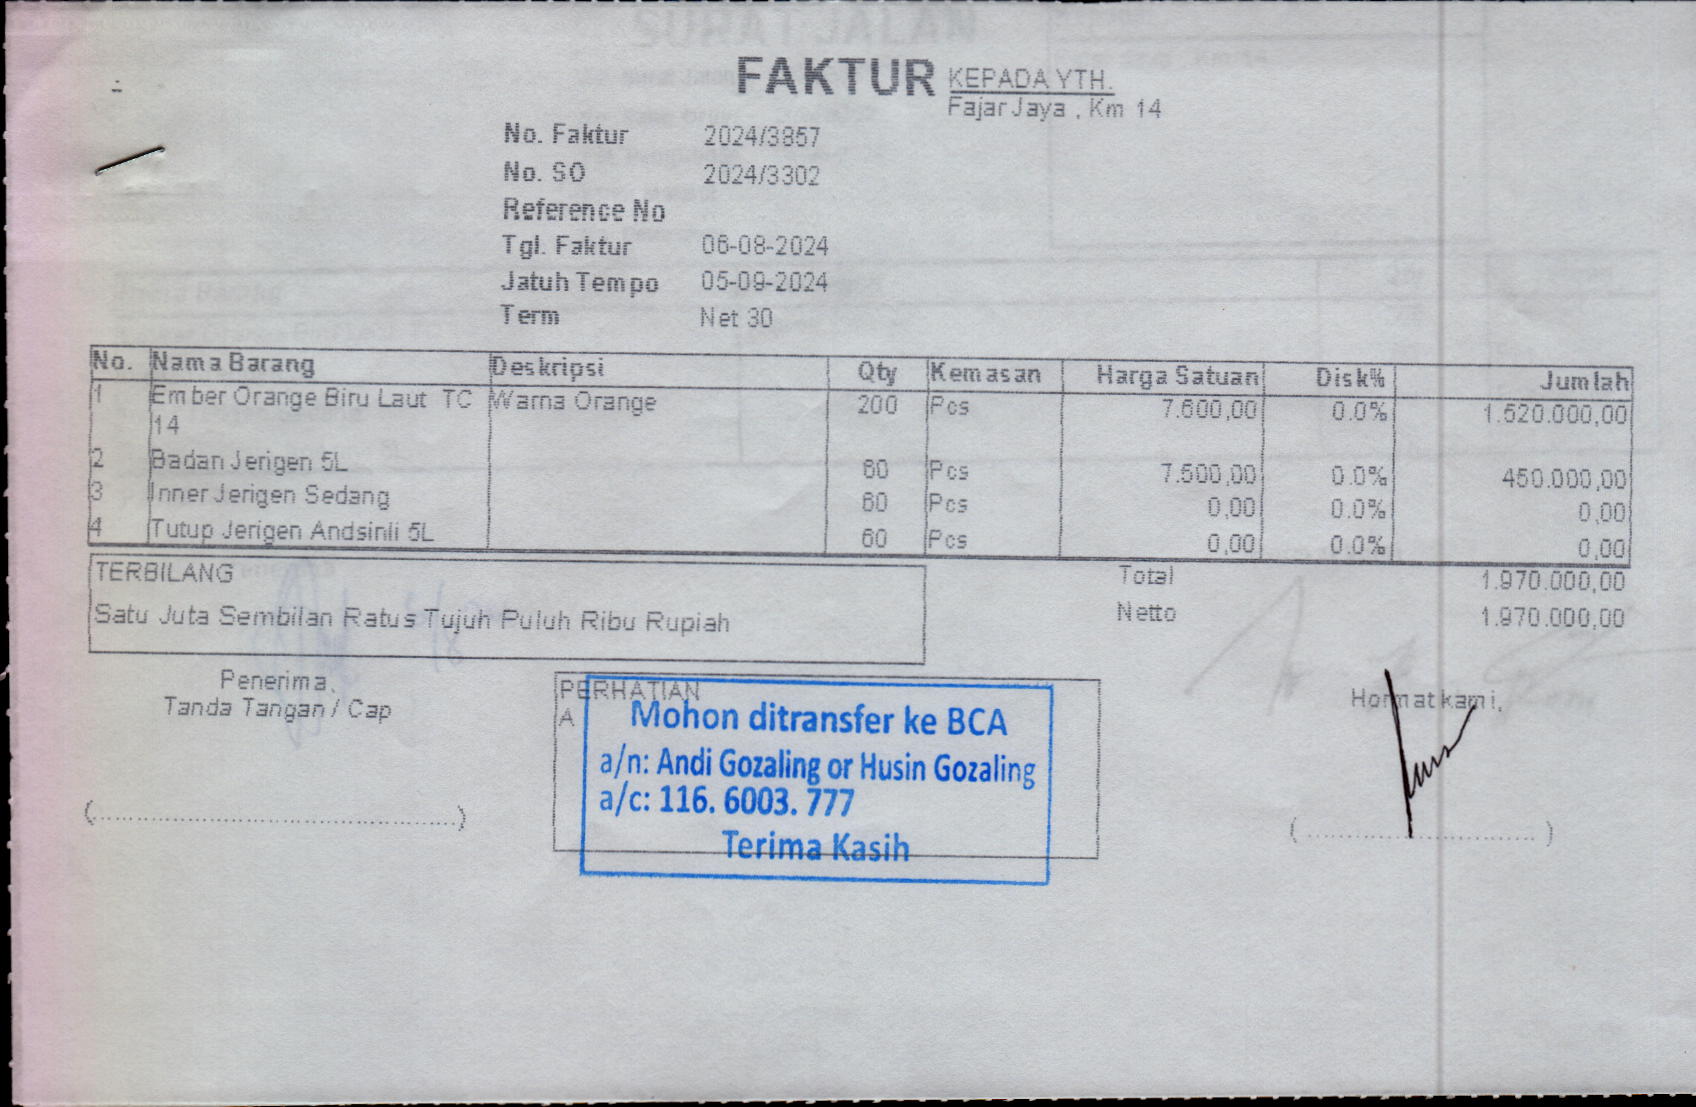 SURAT JALAN
FAKTUR KEPADA YTH.
Fajar Jaya , Km 14
No. Faktur 2024/3857
No. SO 2024/3302
Reference No
Tgl. Faktur 06-08-2024
Jatuh Tempo 05-09-2024
Term Net 30
No. Nama Barang Deskripsi Qty Kemasan Harga Satuan Disk% Jumlah
1 Ember Orange Biru Laut TC Warna Orange 200 Pcs 7.600,00 0.0% 1.520.000,00
14
2 Badan Jerigen 5L 60 Pcs 7.500,00 0.0% 450.000,00
3 Inner Jerigen Sedang 60 Pcs 0,00 0.0% 0,00
4 Tutup Jerigen Andsinli 5L 60 Pcs 0,00 0.0% 0,00
TERBILANG Total 1.970.000,00
Satu Juta Sembilan Ratus Tujuh Puluh Ribu Rupiah Netto 1.970.000,00
Penerima,
Tanda Tangan / Cap
PERHATIAN
A
Mohon ditransfer ke BCA
a/n: Andi Gozaling or Husin Gozaling
a/c: 116. 6003. 777
Terima Kasih
Hormat kami,
(................................................)
(................................)